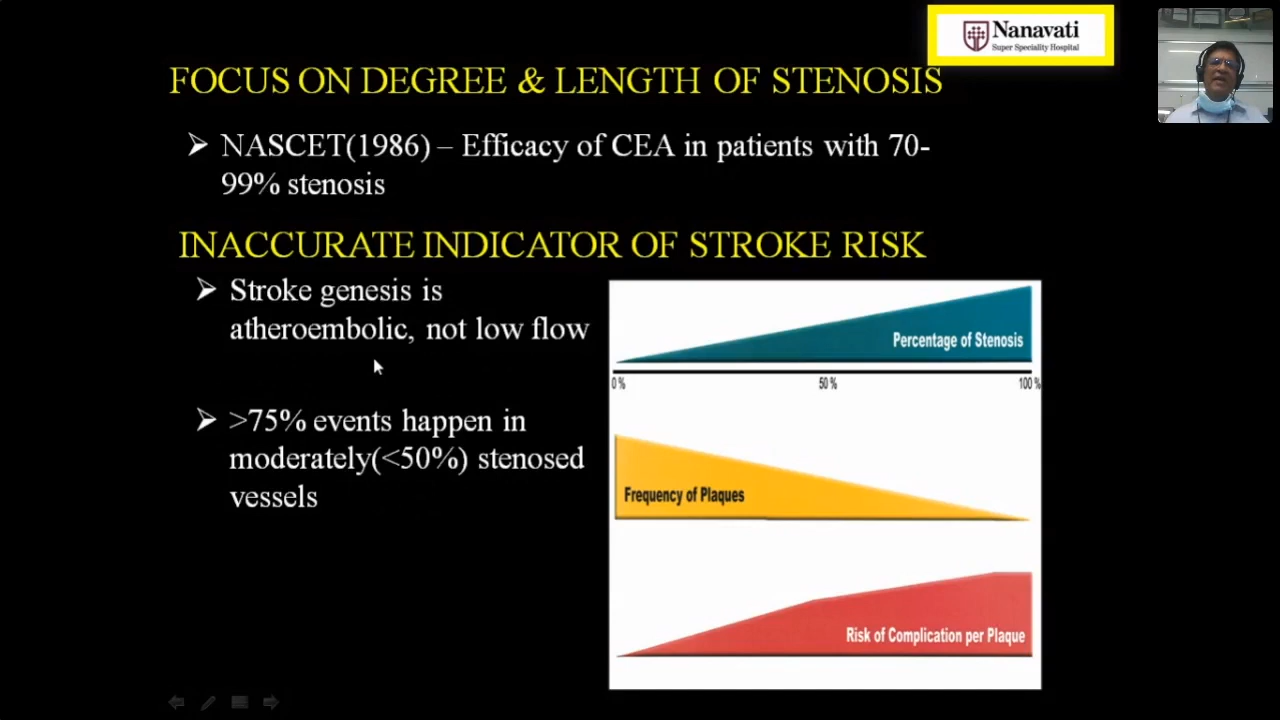 Nanavati
Super Speciality Hospital
FOCUS ON DEGREE & LENGTH OF STENOSIS
➢ NASCET(1986) – Efficacy of CEA in patients with 70-
99% stenosis
INACCURATE INDICATOR OF STROKE RISK
➢ Stroke genesis is
atheroembolic, not low flow
➢ >75% events happen in
moderately(<50%) stenosed
vessels
Percentage of Stenosis
0 % 50 % 100 %
Frequency of Plaques
Risk of Complication per Plaque